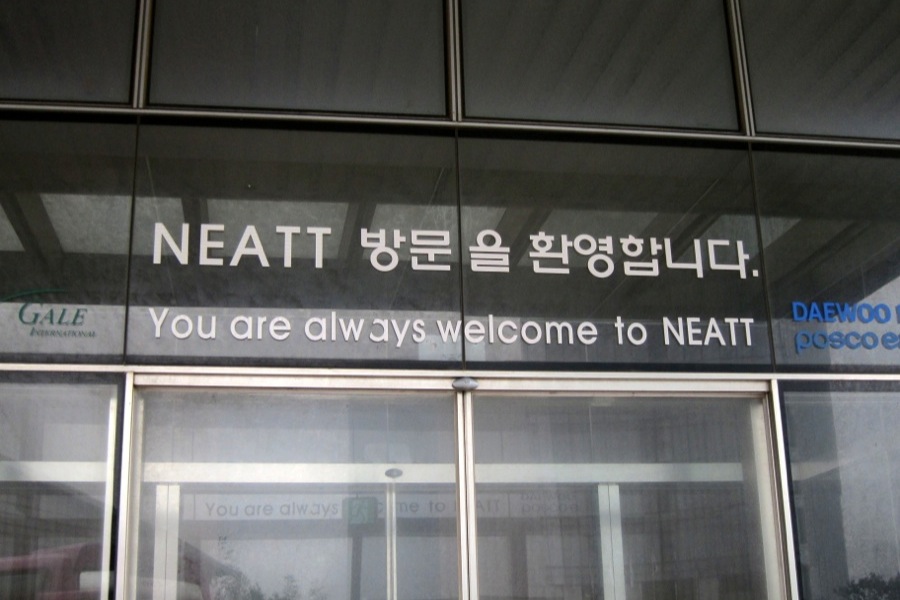 NEATT 방문을 환영합니다.
You are always welcome to NEATT
GALE
INTERNATIONAL
DAEWOO
posco
You are always